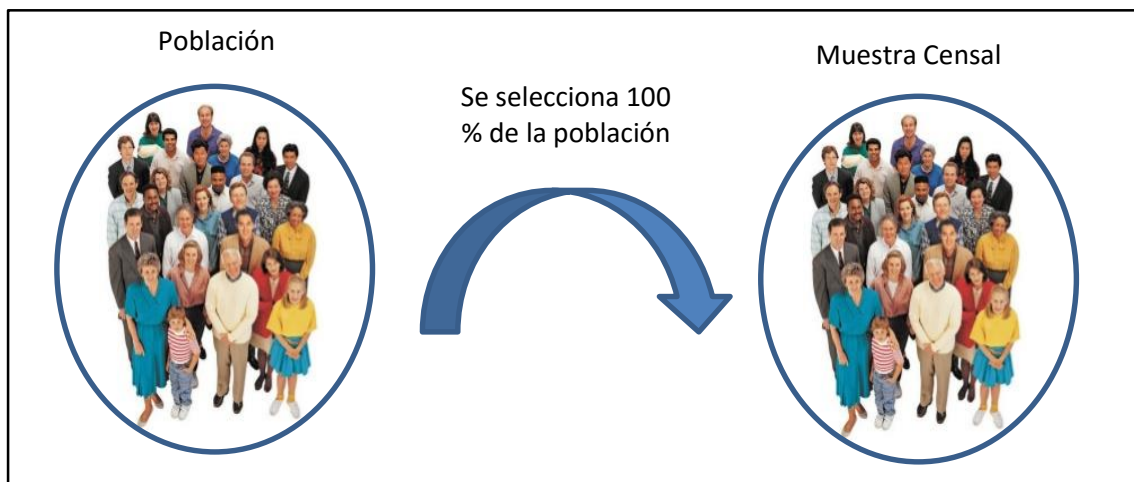 Población
Se selecciona 100
% de la población
Muestra Censal